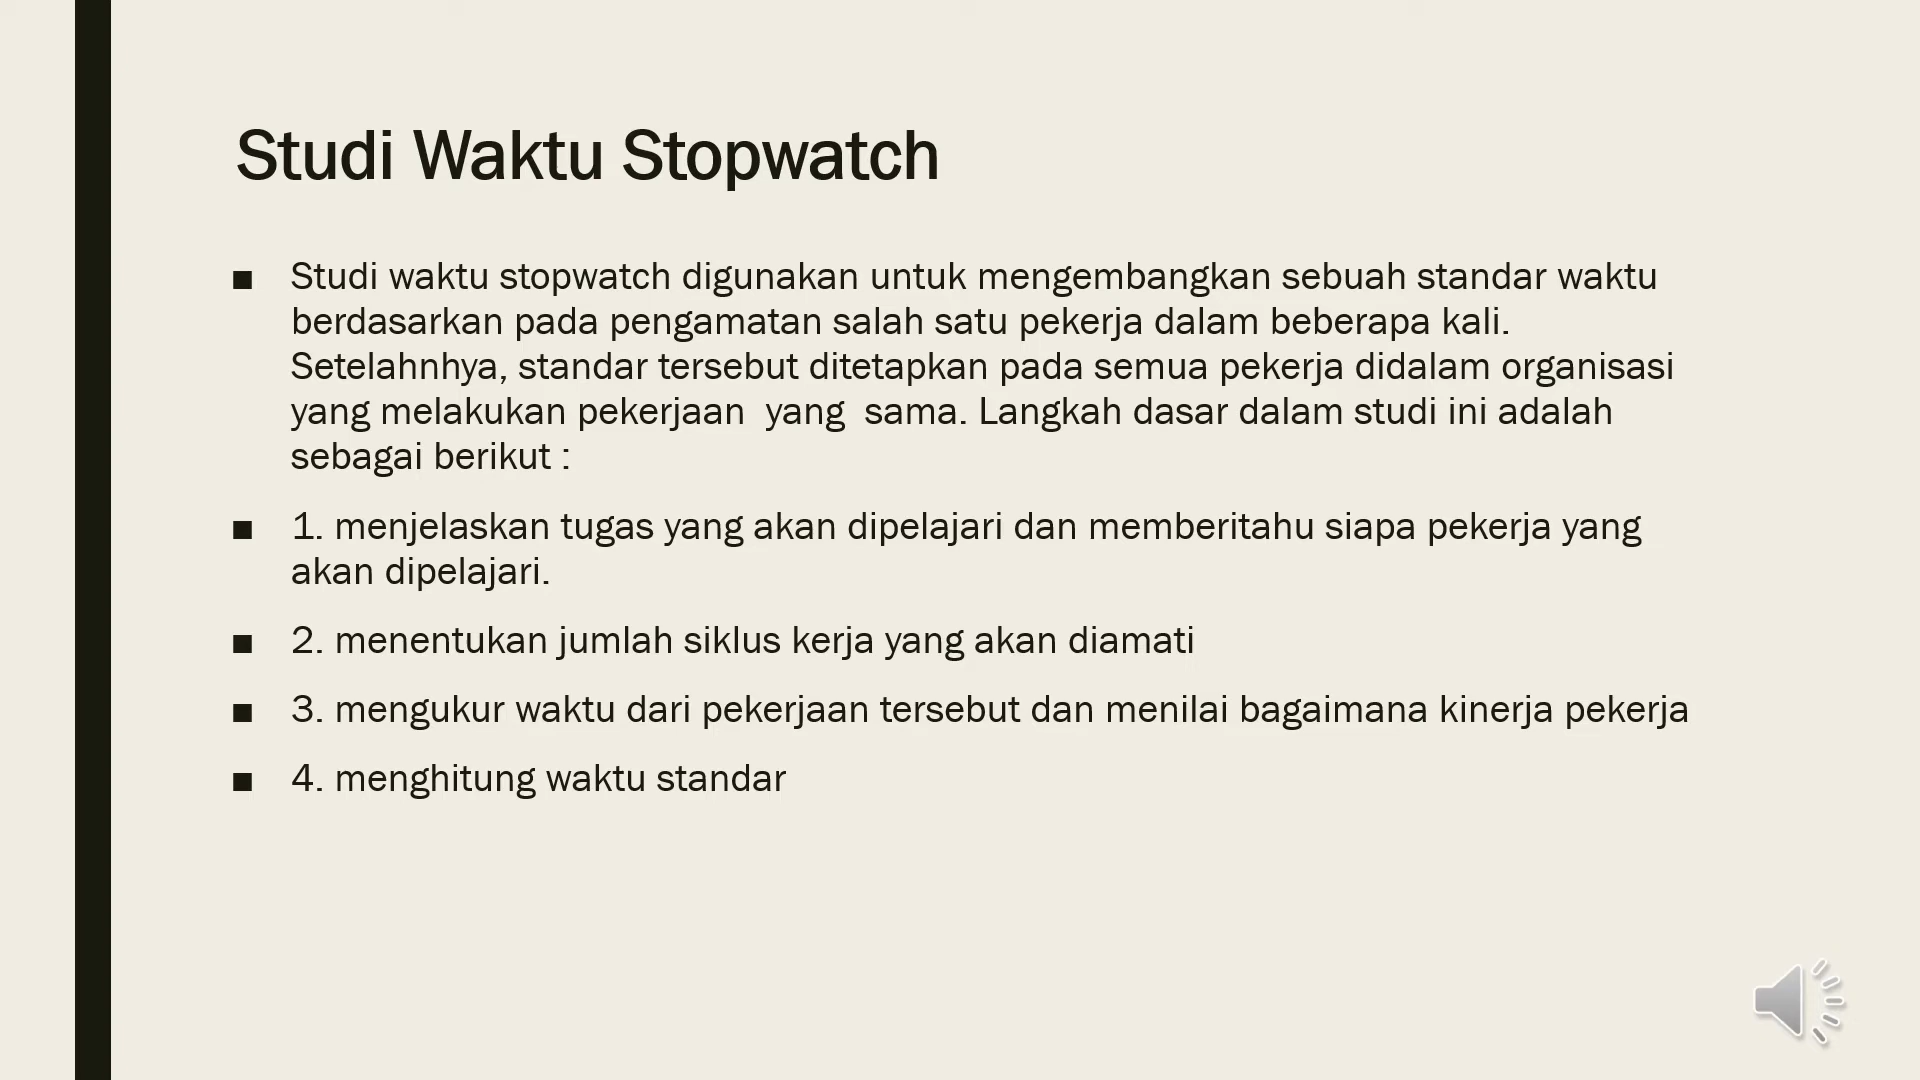 Studi Waktu Stopwatch
■ Studi waktu stopwatch digunakan untuk mengembangkan sebuah standar waktu
berdasarkan pada pengamatan salah satu pekerja dalam beberapa kali.
Setelahnhya, standar tersebut ditetapkan pada semua pekerja didalam organisasi
yang melakukan pekerjaan  yang  sama. Langkah dasar dalam studi ini adalah
sebagai berikut :
■ 1. menjelaskan tugas yang akan dipelajari dan memberitahu siapa pekerja yang
akan dipelajari.
■ 2. menentukan jumlah siklus kerja yang akan diamati
■ 3. mengukur waktu dari pekerjaan tersebut dan menilai bagaimana kinerja pekerja
■ 4. menghitung waktu standar